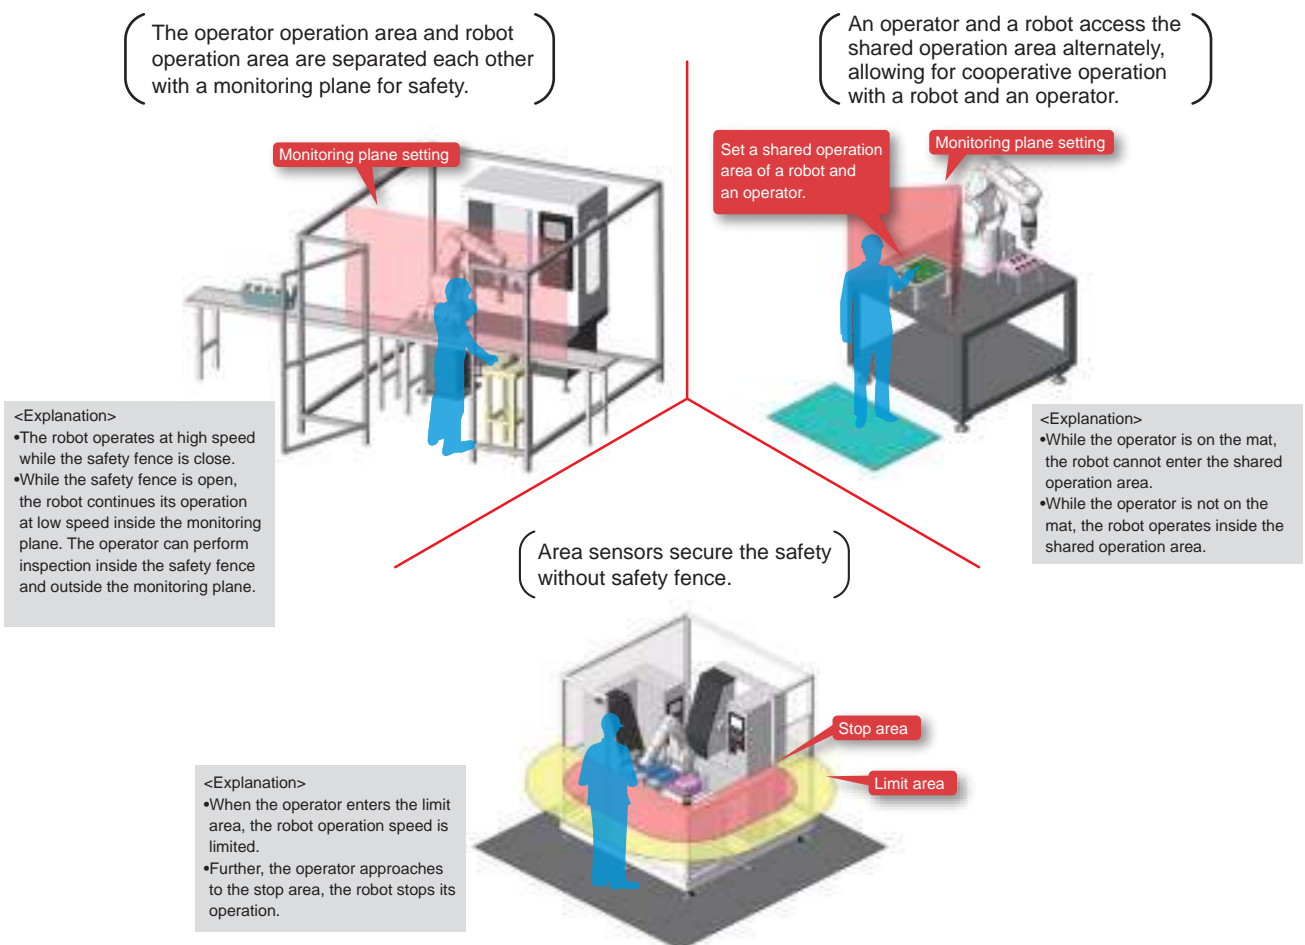 The operator operation area and robot
operation area are separated each other
with a monitoring plane for safety.
Monitoring plane setting
<Explanation>
•The robot operates at high speed
while the safety fence is close.
•While the safety fence is open,
the robot continues its operation
at low speed inside the monitoring
plane. The operator can perform
inspection inside the safety fence
and outside the monitoring plane.
An operator and a robot access the
shared operation area alternately,
allowing for cooperative operation
with a robot and an operator.
Set a shared operation
area of a robot and
an operator.
Monitoring plane setting
<Explanation>
•While the operator is on the mat,
the robot cannot enter the shared
operation area.
•While the operator is not on the
mat, the robot operates inside the
shared operation area.
Area sensors secure the safety
without safety fence.
Stop area
Limit area
<Explanation>
•When the operator enters the limit
area, the robot operation speed is
limited.
•Further, the operator approaches
to the stop area, the robot stops its
operation.